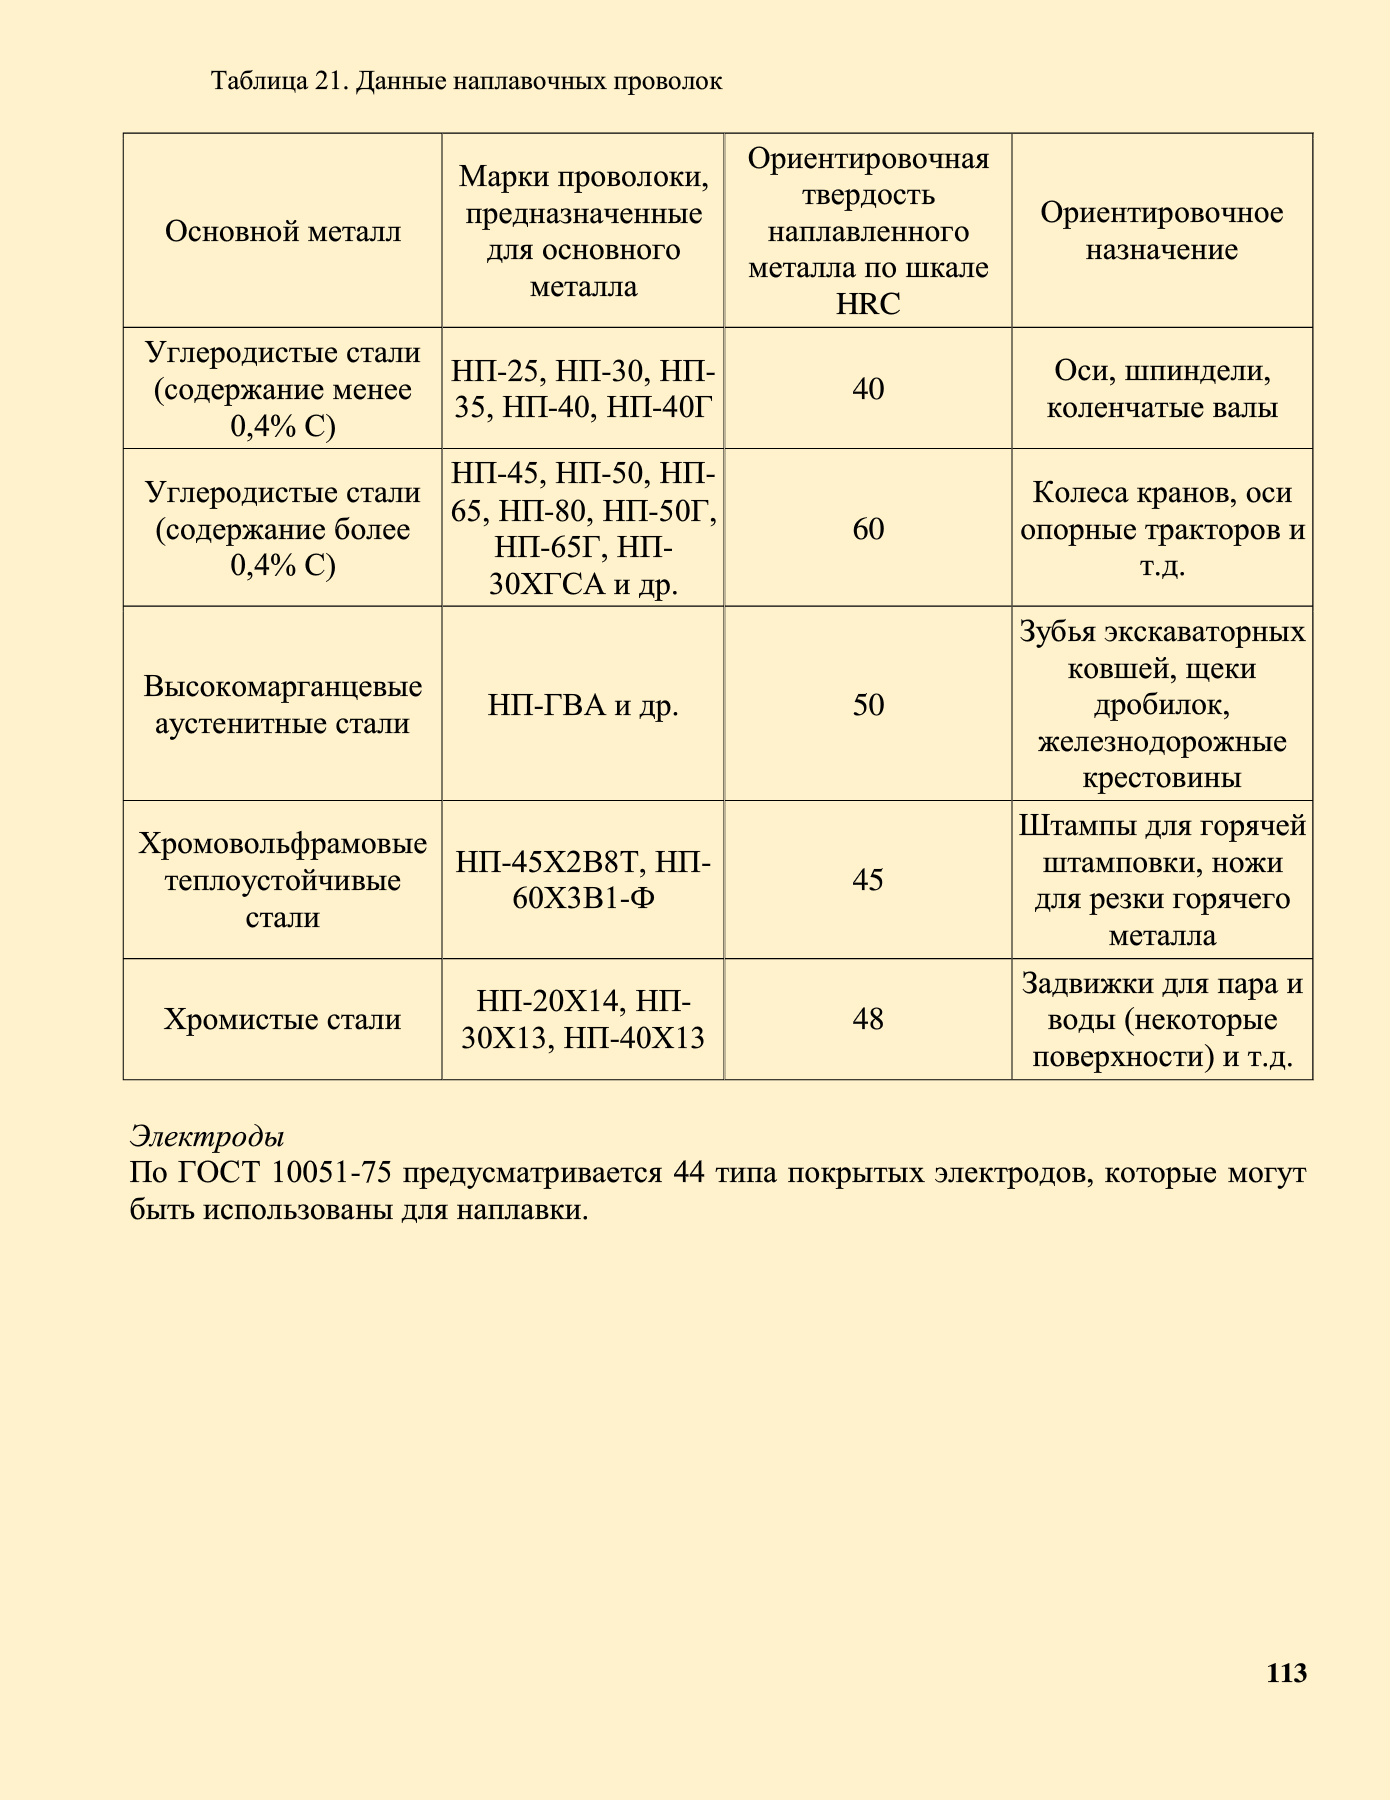 Таблица 21. Данные наплавочных проволок
Основной металл
Марки проволоки,
предназначенные
для основного
металла
Ориентировочная
твердость
наплавленного
металла по шкале
HRC
Ориентировочное
назначение
Углеродистые стали
(содержание менее
0,4% С)
НП-25, НП-30, НП-
35, НП-40, НП-40Г
40
Оси, шпиндели,
коленчатые валы
Углеродистые стали
(содержание более
0,4% С)
НП-45, НП-50, НП-
65, НП-80, НП-50Г,
НП-65Г, НП-
30ХГСА и др.
60
Колеса кранов, оси
опорные тракторов и
т.д.
Высокомарганцевые
аустенитные стали
НП-ГВА и др.
50
Зубья экскаваторных
ковшей, щеки
дробилок,
железнодорожные
крестовины
Хромовольфрамовые
теплоустойчивые
стали
НП-45Х2В8Т, НП-
60Х3В1-Ф
45
Штампы для горячей
штамповки, ножи
для резки горячего
металла
Хромистые стали
НП-20Х14, НП-
30Х13, НП-40Х13
48
Задвижки для пара и
воды (некоторые
поверхности) и т.д.
Электроды
По ГОСТ 10051-75 предусматривается 44 типа покрытых электродов, которые могут
быть использованы для наплавки.
113